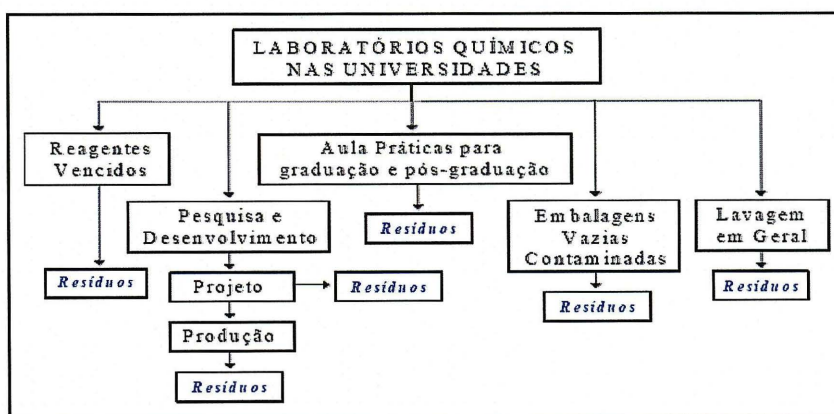 LABORATÓRIOS QUÍMICOS
NAS UNIVERSIDADES
Reagentes
Vencidos
Resíduos
Pesquisa e
Desenvolvimento
Projeto
Resíduos
Produção
Resíduos
Aula Práticas para
graduação e pós-graduação
Resíduos
Embalagens
Vazias
Contaminadas
Resíduos
Lavagem
em Geral
Resíduos